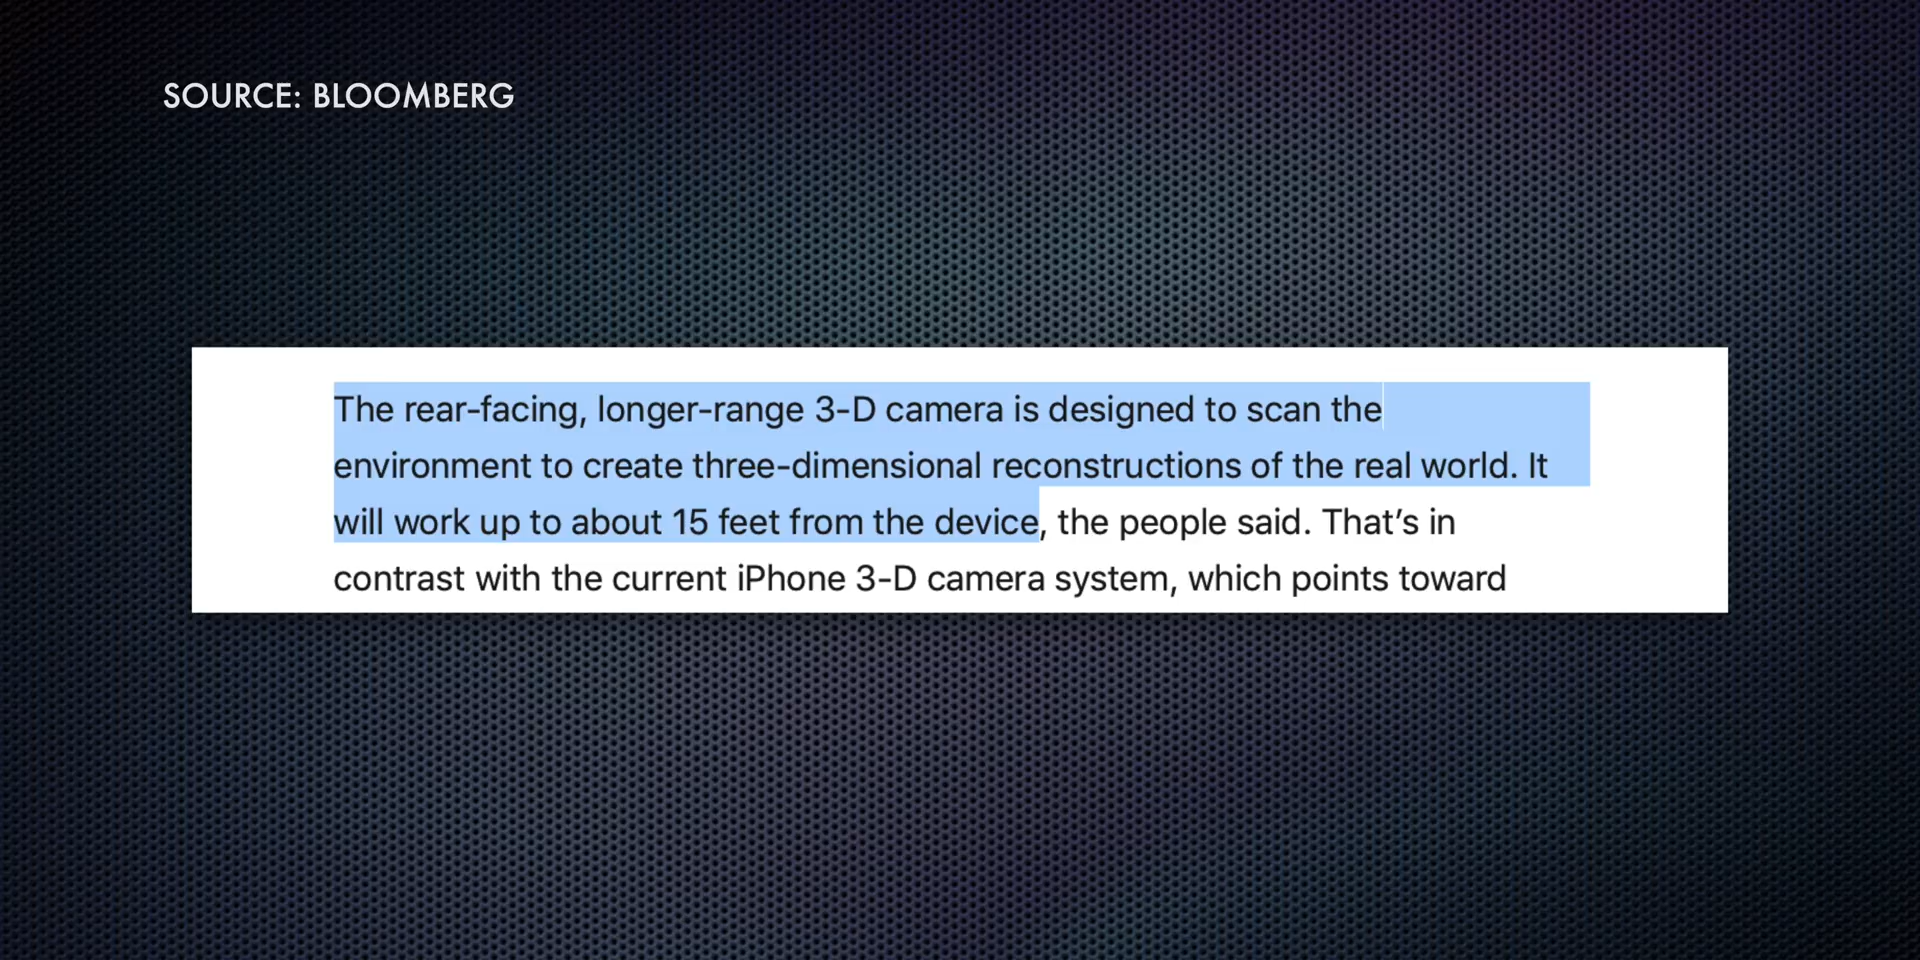 SOURCE: BLOOMBERG
The rear-facing, longer-range 3-D camera is designed to scan the
environment to create three-dimensional reconstructions of the real world. It
will work up to about 15 feet from the device, the people said. That’s in
contrast with the current iPhone 3-D camera system, which points toward